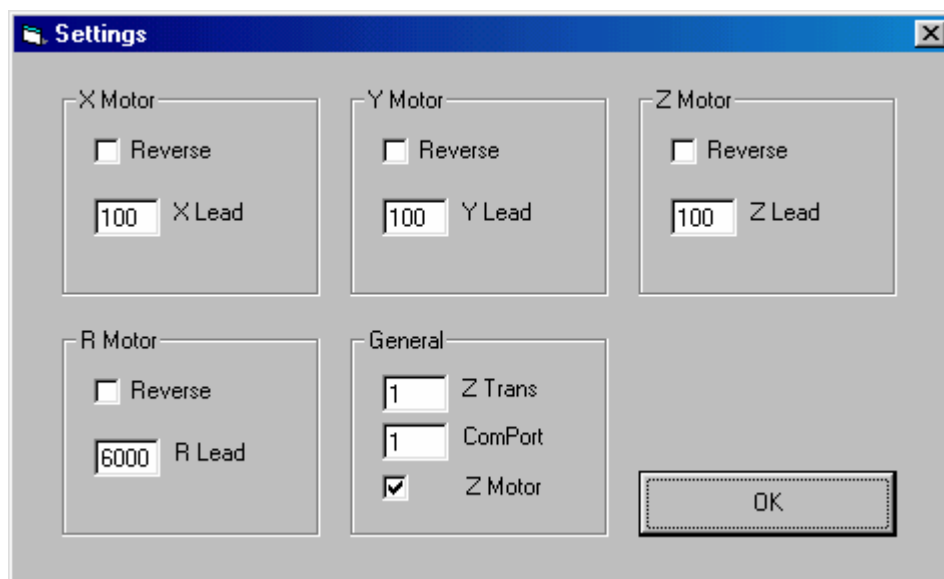 Settings
X Motor
Reverse
100 X Lead
Y Motor
Reverse
100 Y Lead
Z Motor
Reverse
100 Z Lead
R Motor
Reverse
6000 R Lead
General
1 Z Trans
1 ComPort
Z Motor
OK